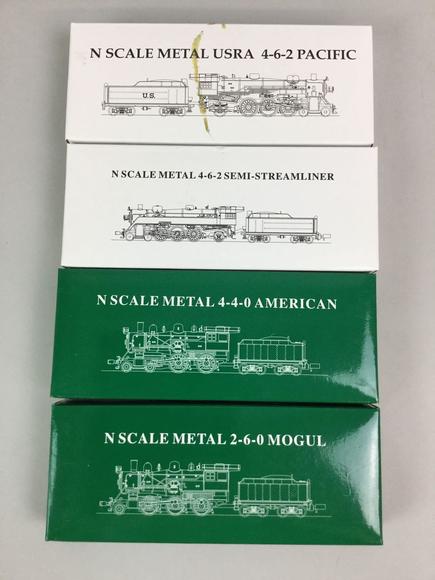 N SCALE METAL USRA 4-6-2 PACIFIC
U.S.
N SCALE METAL 4-6-2 SEMI-STREAMLINER
N SCALE METAL 4-4-0 AMERICAN
N SCALE METAL 2-6-0 MOGUL